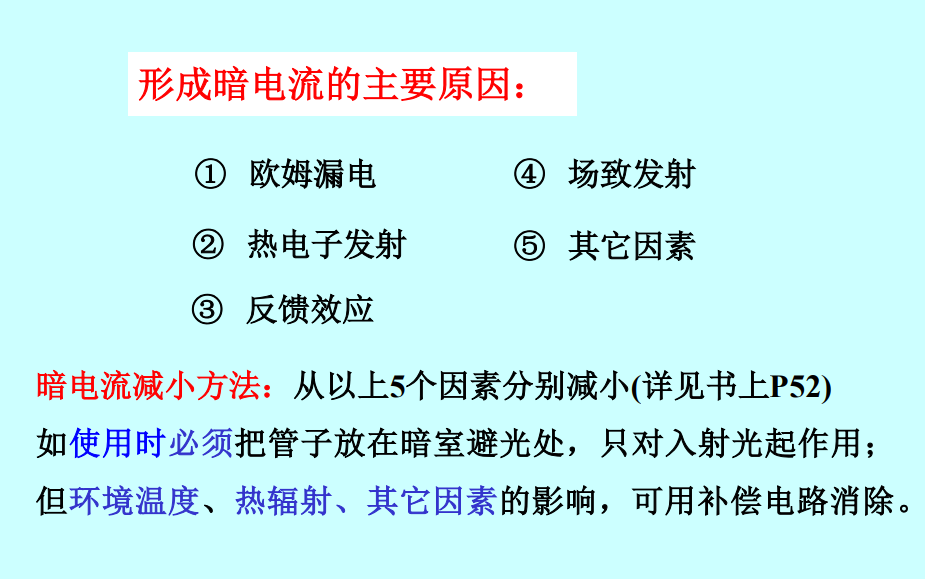 形成暗电流的主要原因：
① 欧姆漏电
② 热电子发射
③ 反馈效应
④ 场致发射
⑤ 其它因素
暗电流减小方法：从以上5个因素分别减小(详见书上P52)
如使用时必须把管子放在暗室避光处，只对入射光起作用；
但环境温度、热辐射、其它因素的影响，可用补偿电路消除。